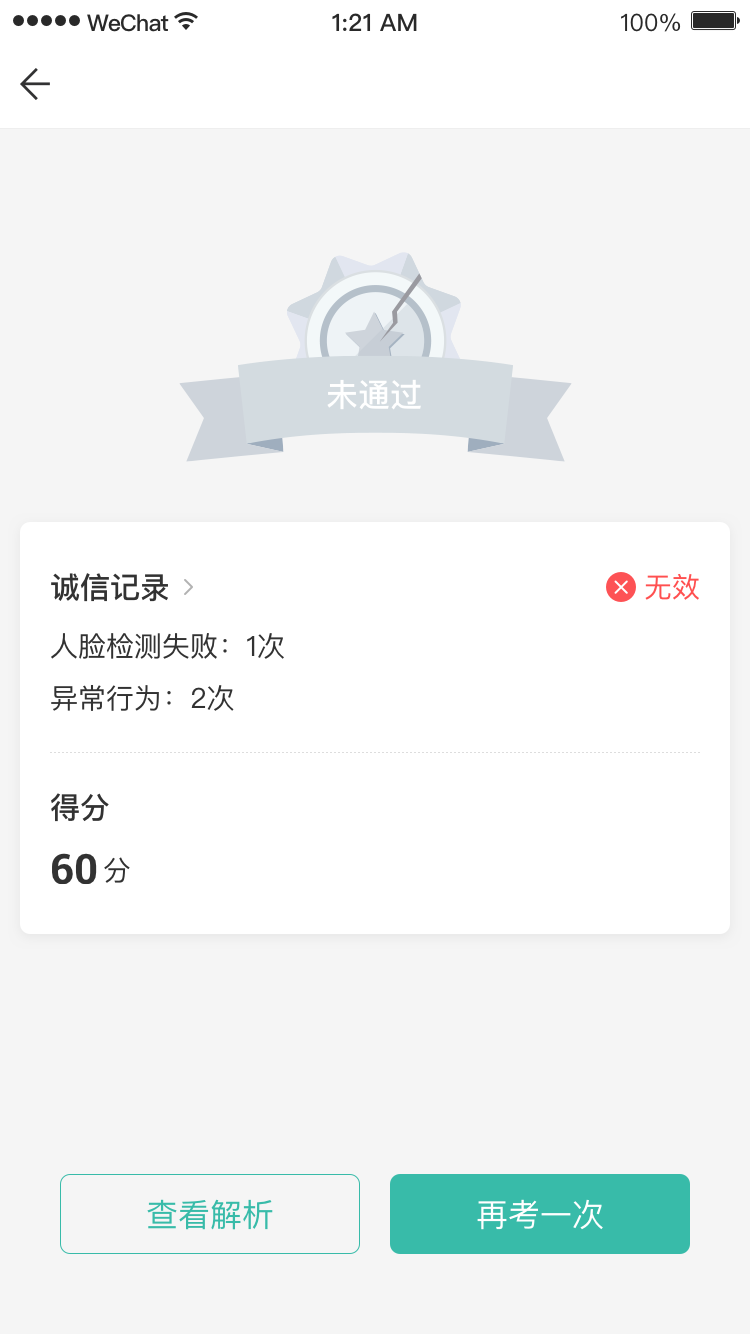 WeChat 1:21 AM 100%
未通过
诚信记录 无效
人脸检测失败：1次
异常行为：2次
得分
60分
查看解析 再考一次